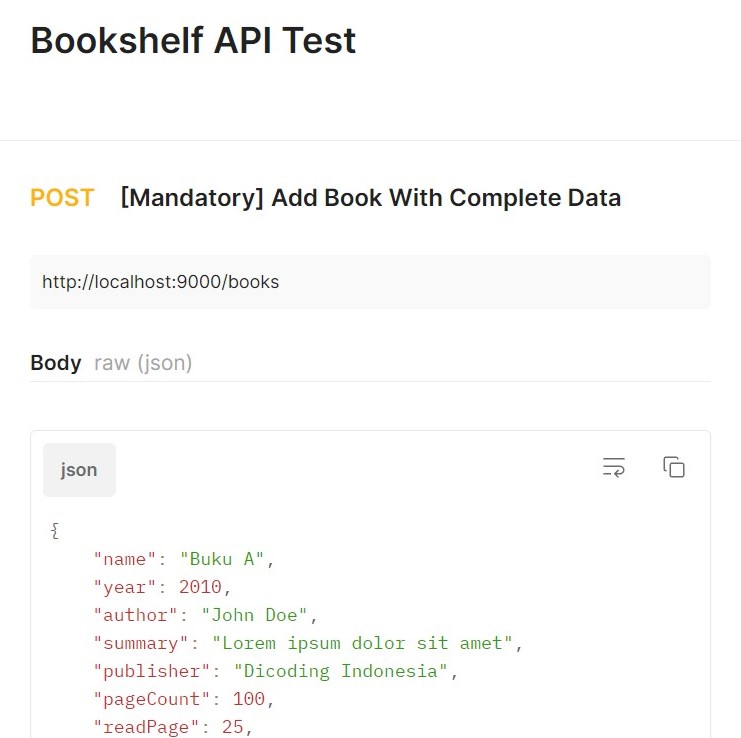 Bookshelf API Test
POST [Mandatory] Add Book With Complete Data
http://localhost:9000/books
Body raw (json)
json
{
"name": "Buku A",
"year": 2010,
"author": "John Doe",
"summary": "Lorem ipsum dolor sit amet",
"publisher": "Dicoding Indonesia",
"pageCount": 100,
"readPage": 25,